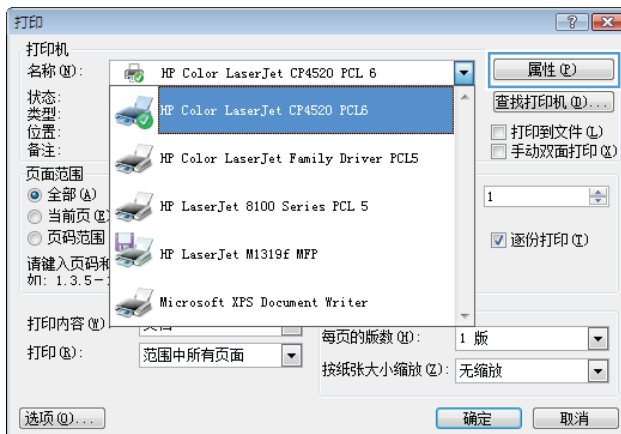 打印
打印机
名称(N): HP Color LaserJet CP4520 PCL 6 属性(P)
状态: HP Color LaserJet CP4520 PCL6 查找打印机(D)...
类型:
位置: 打印到文件(L)
备注: HP Color LaserJet Family Driver PCL5 手动双面打印(X)
页面范围
全部(A) HP LaserJet 8100 Series PCL 5 1
当前页(E)
页码范围 HP LaserJet M1319f MFP 逐份打印(T)
请键入页码和
如: 1.3.5-
Microsoft XPS Document Writer
打印内容(W):
每页的版数(H): 1 版
打印(R): 范围中所有页面
按纸张大小缩放(Z): 无缩放
选项(O)... 确定 取消